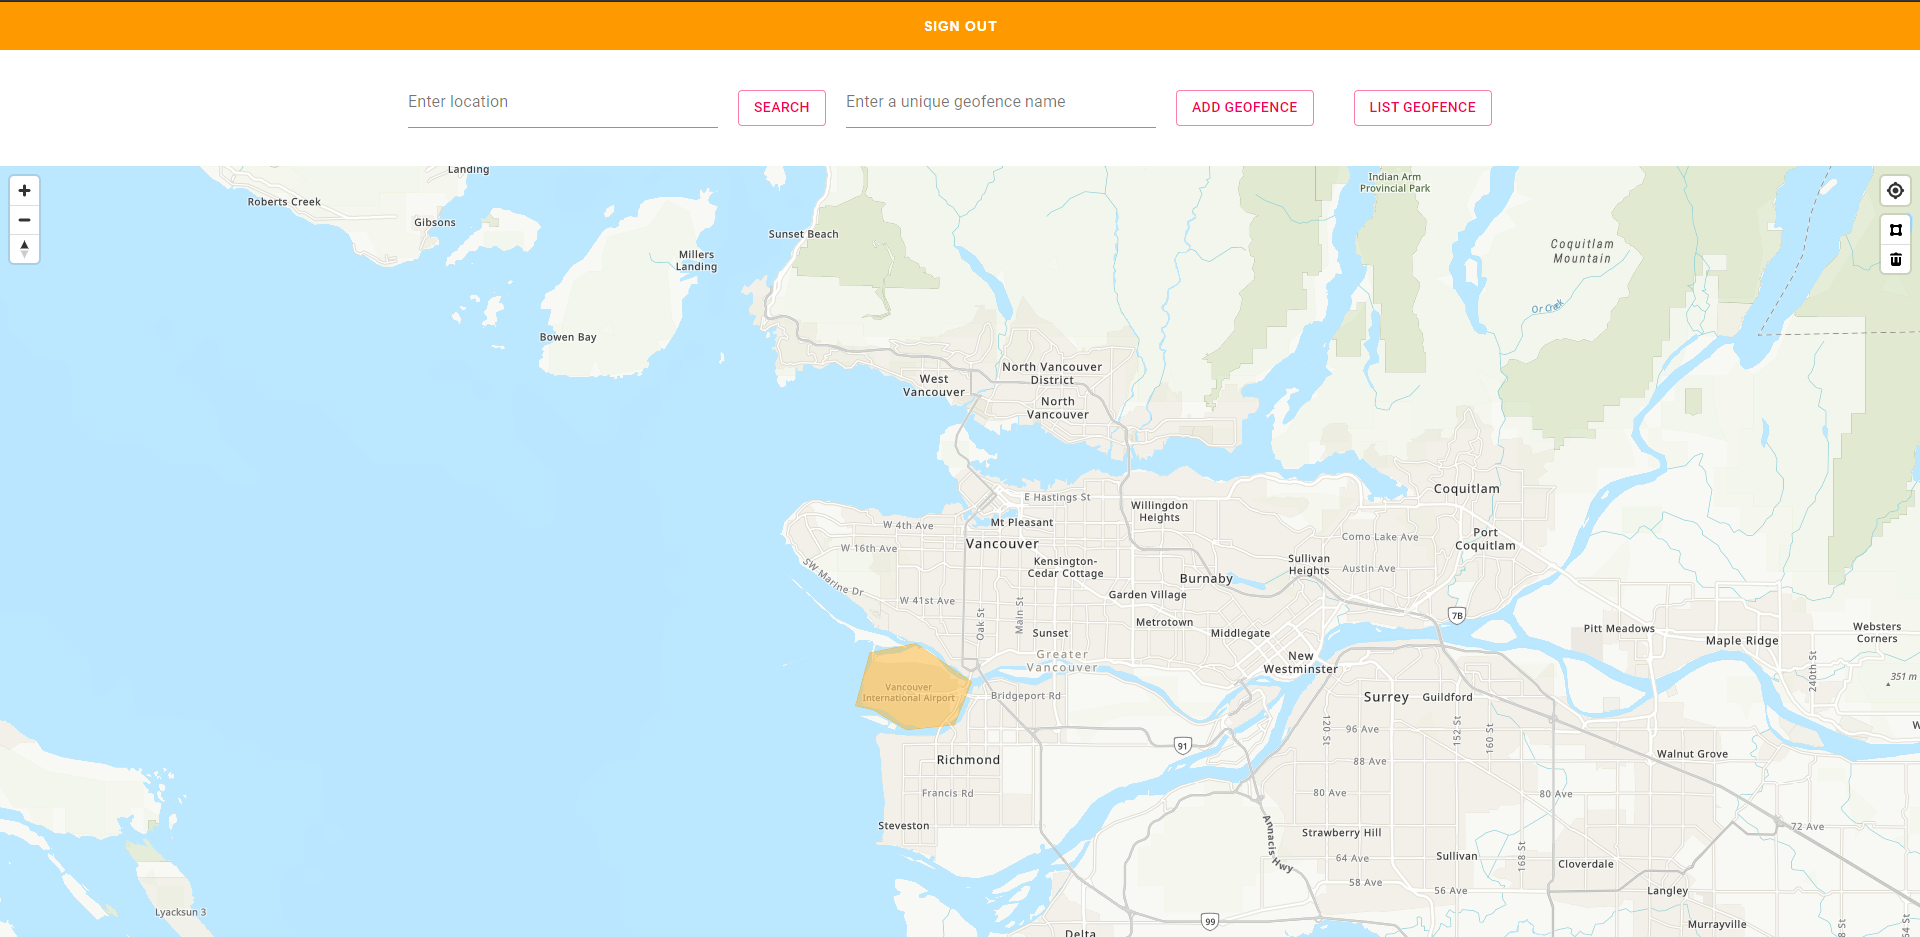 SIGN OUT
Enter location
SEARCH
Enter a unique geofence name
ADD GEOFENCE
LIST GEOFENCE
Landing
Roberts Creek
Gibsons
Sunset Beach
Millers
Landing
Bowen Bay
Indian Arm
Provincial Park
Coquitlam
Mountain
Or Creek
North Vancouver
District
West
Vancouver
North
Vancouver
E Hastings St
Willingdon
Heights
Coquitlam
W 4th Ave
Mt Pleasant
Vancouver
W 16th Ave
Como Lake Ave
Port
Coquitlam
Kensington-
Cedar Cottage
Sullivan
Heights
Austin Ave
SW Marine Dr
Burnaby
Garden Village
W 41st Ave
Oak St
Main St
Metrotown
7B
Sunset
Middlegate
Pitt Meadows
Maple Ridge
Websters
Corners
Greater
Vancouver
New
Westminster
240th St
351 m
Vancouver
International Airport
Bridgeport Rd
Surrey
Guildford
120 St
152 St
160 St
96 Ave
W
91
Richmond
88 Ave
Walnut Grove
Francis Rd
80 Ave
80 Ave
Steveston
Annacis Hwy
Strawberry Hill
72 Ave
64 Ave
Sullivan
168 St
Cloverdale
58 Ave
56 Ave
Langley
Lyacksun 3
99
Murrayville
8 St
64 St
Delta